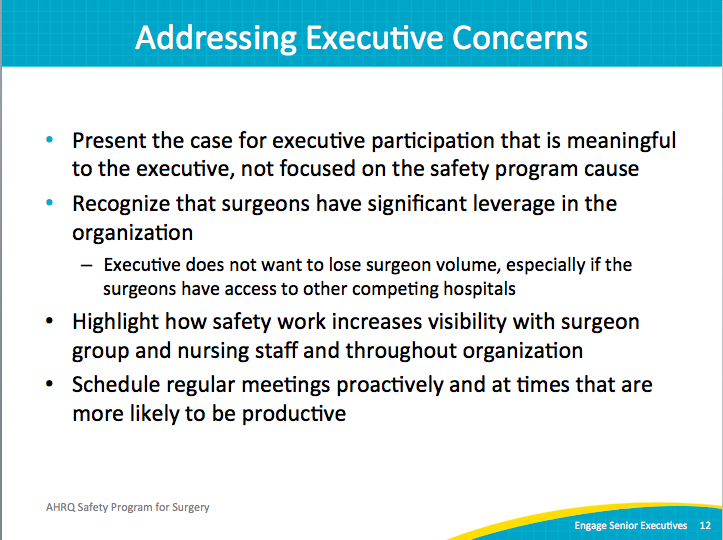 Addressing Executive Concerns
• Present the case for executive participation that is meaningful
to the executive, not focused on the safety program cause
• Recognize that surgeons have significant leverage in the
organization
– Executive does not want to lose surgeon volume, especially if the
surgeons have access to other competing hospitals
• Highlight how safety work increases visibility with surgeon
group and nursing staff and throughout organization
• Schedule regular meetings proactively and at times that are
more likely to be productive
AHRQ Safety Program for Surgery
Engage Senior Executives 12